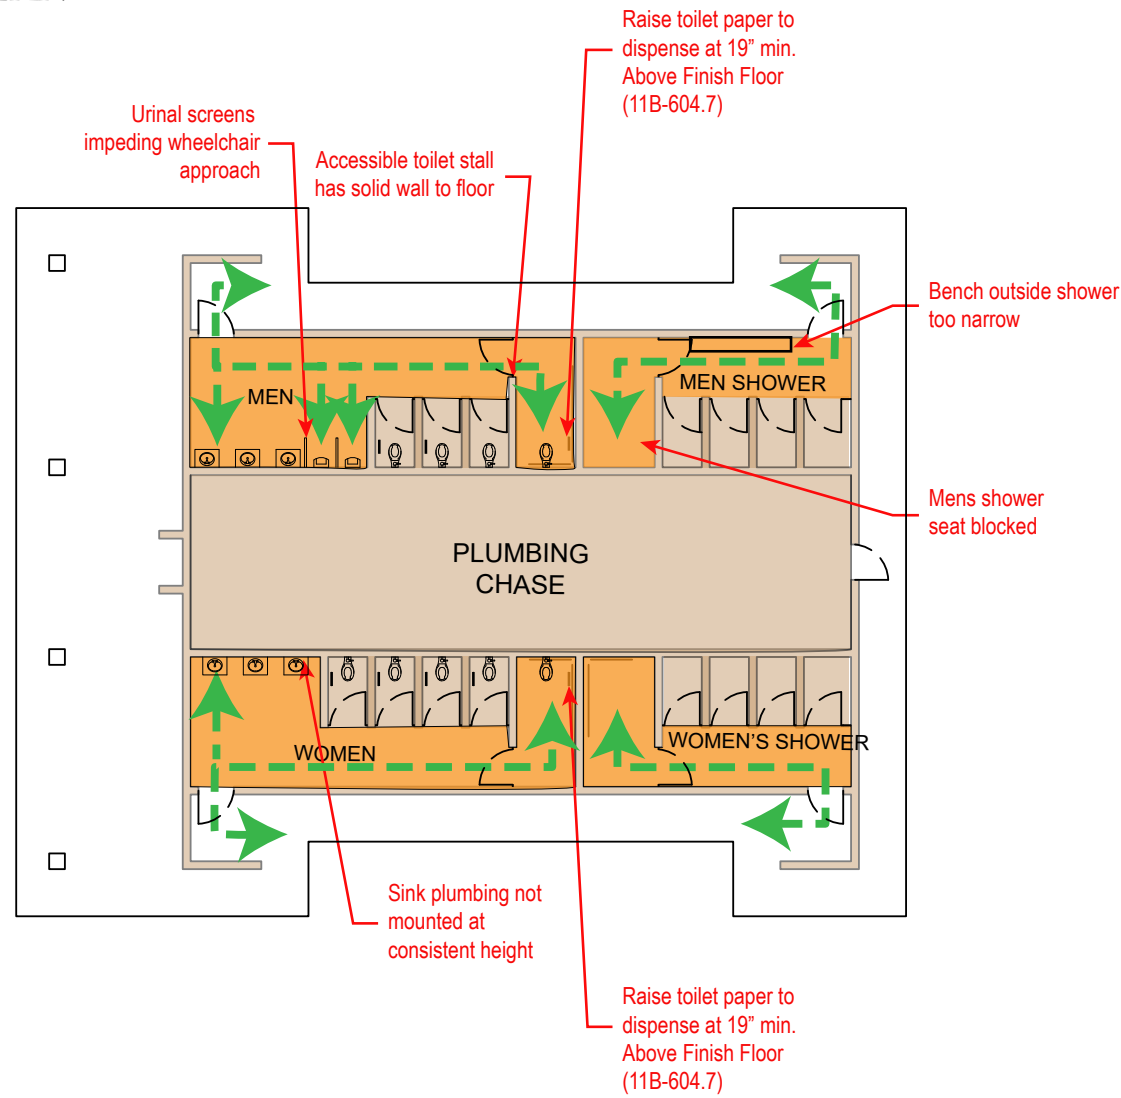 Raise toilet paper to
dispense at 19” min.
Above Finish Floor
(11B-604.7)
Urinal screens
impeding wheelchair
approach
Accessible toilet stall
has solid wall to floor
Bench outside shower
too narrow
MEN
MEN SHOWER
Mens shower
seat blocked
PLUMBING
CHASE
WOMEN
WOMEN'S SHOWER
Sink plumbing not
mounted at
consistent height
Raise toilet paper to
dispense at 19” min.
Above Finish Floor
(11B-604.7)